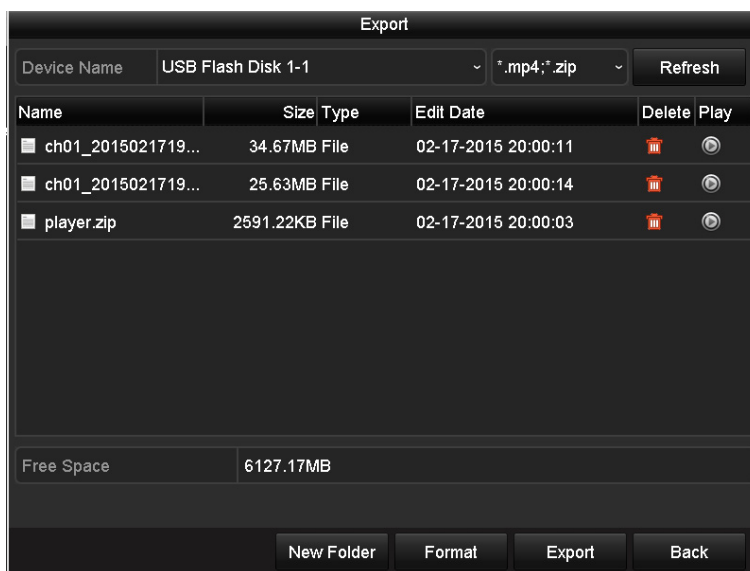 Export
Device Name USB Flash Disk 1-1 *.mp4;*.zip Refresh
Name Size Type Edit Date Delete Play
ch01_2015021719... 34.67MB File 02-17-2015 20:00:11
ch01_2015021719... 25.63MB File 02-17-2015 20:00:14
player.zip 2591.22KB File 02-17-2015 20:00:03
Free Space 6127.17MB
New Folder Format Export Back